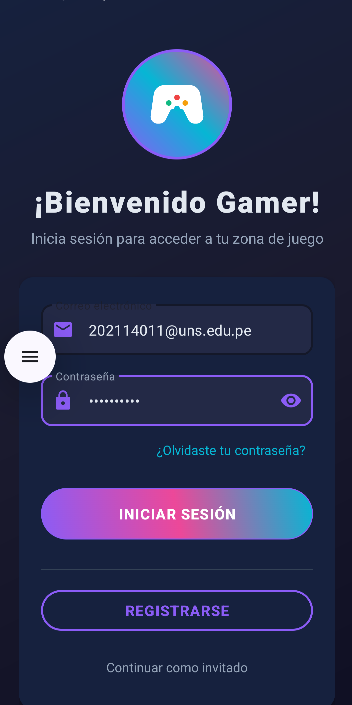 ¡Bienvenido Gamer!
Inicia sesión para acceder a tu zona de juego
202114011@uns.edu.pe
Contraseña
••••••••••
¿Olvidaste tu contraseña?
INICIAR SESIÓN
REGISTRARSE
Continuar como invitado